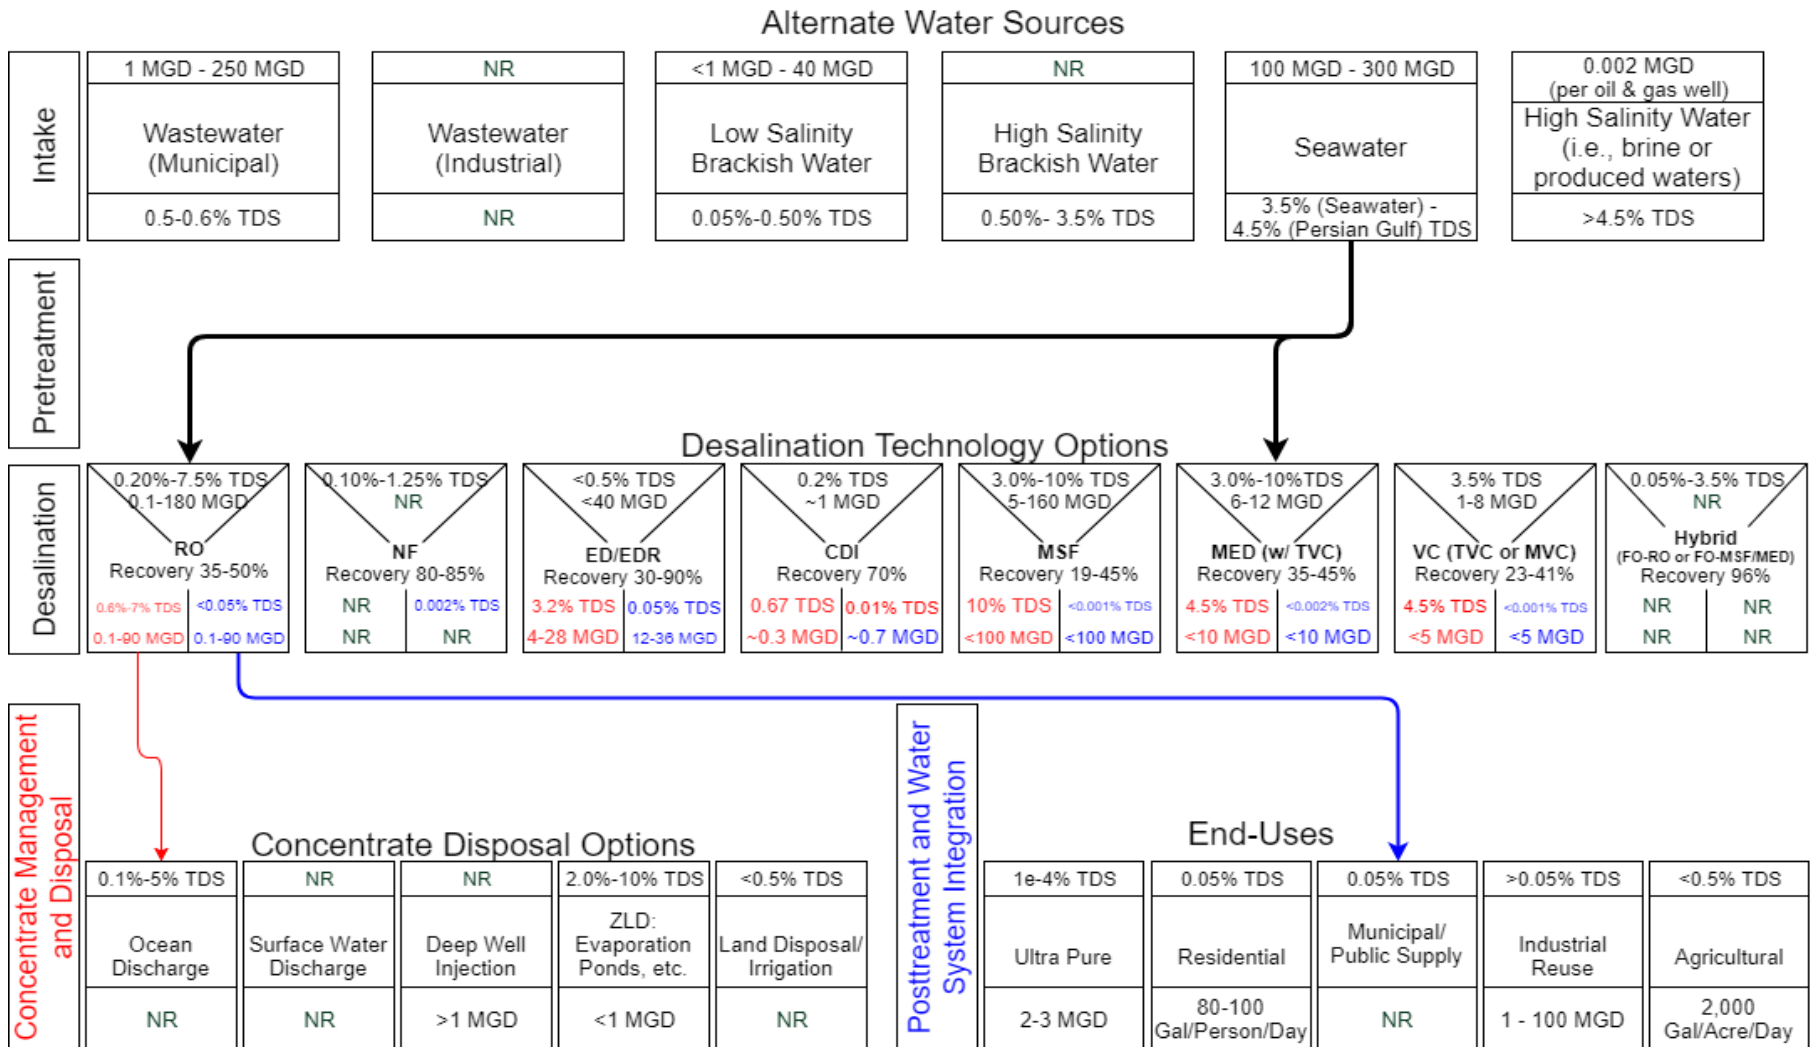 Alternate Water Sources
Intake
1 MGD - 250 MGD
Wastewater
(Municipal)
0.5-0.6% TDS
NR
Wastewater
(Industrial)
NR
<1 MGD - 40 MGD
Low Salinity
Brackish Water
0.05%-0.50% TDS
NR
High Salinity
Brackish Water
0.50%- 3.5% TDS
100 MGD - 300 MGD
Seawater
3.5% (Seawater) -
4.5% (Persian Gulf) TDS
0.002 MGD
(per oil & gas well)
High Salinity Water
(i.e., brine or
produced waters)
>4.5% TDS
Pretreatment
Desalination Technology Options
Desalination
0.20%-7.5% TDS
0.1-180 MGD
RO
Recovery 35-50%
0.6%-7% TDS
<0.05% TDS
0.1-90 MGD
0.1-90 MGD
0.10%-1.25% TDS
NR
NF
Recovery 80-85%
NR
0.002% TDS
NR
NR
<0.5% TDS
<40 MGD
ED/EDR
Recovery 30-90%
3.2% TDS
0.05% TDS
4-28 MGD
12-36 MGD
0.2% TDS
~1 MGD
CDI
Recovery 70%
0.67 TDS
0.01% TDS
~0.3 MGD
~0.7 MGD
3.0%-10% TDS
5-160 MGD
MSF
Recovery 19-45%
10% TDS
<0.001% TDS
<100 MGD
<100 MGD
3.0%-10%TDS
6-12 MGD
MED (w/ TVC)
Recovery 35-45%
4.5% TDS
<0.002% TDS
<10 MGD
<10 MGD
3.5% TDS
1-8 MGD
VC (TVC or MVC)
Recovery 23-41%
4.5% TDS
<0.001% TDS
<5 MGD
<5 MGD
0.05%-3.5% TDS
NR
Hybrid
(FO-RO or FO-MSF/MED)
Recovery 96%
NR
NR
NR
NR
Concentrate Management
and Disposal
Concentrate Disposal Options
0.1%-5% TDS
Ocean
Discharge
NR
NR
Surface Water
Discharge
NR
NR
Deep Well
Injection
>1 MGD
2.0%-10% TDS
ZLD:
Evaporation
Ponds, etc.
<1 MGD
<0.5% TDS
Land Disposal/
Irrigation
NR
Posttreatment and Water
System Integration
End-Uses
1e-4% TDS
Ultra Pure
2-3 MGD
0.05% TDS
Residential
80-100
Gal/Person/Day
0.05% TDS
Municipal/
Public Supply
NR
>0.05% TDS
Industrial
Reuse
1 - 100 MGD
<0.5% TDS
Agricultural
2,000
Gal/Acre/Day